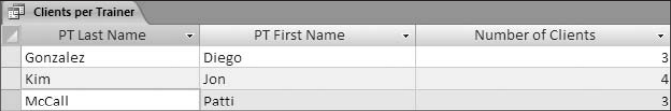 Clients per Trainer
PT Last Name PT First Name Number of Clients
Gonzalez Diego 3
Kim Jon 4
McCall Patti 3